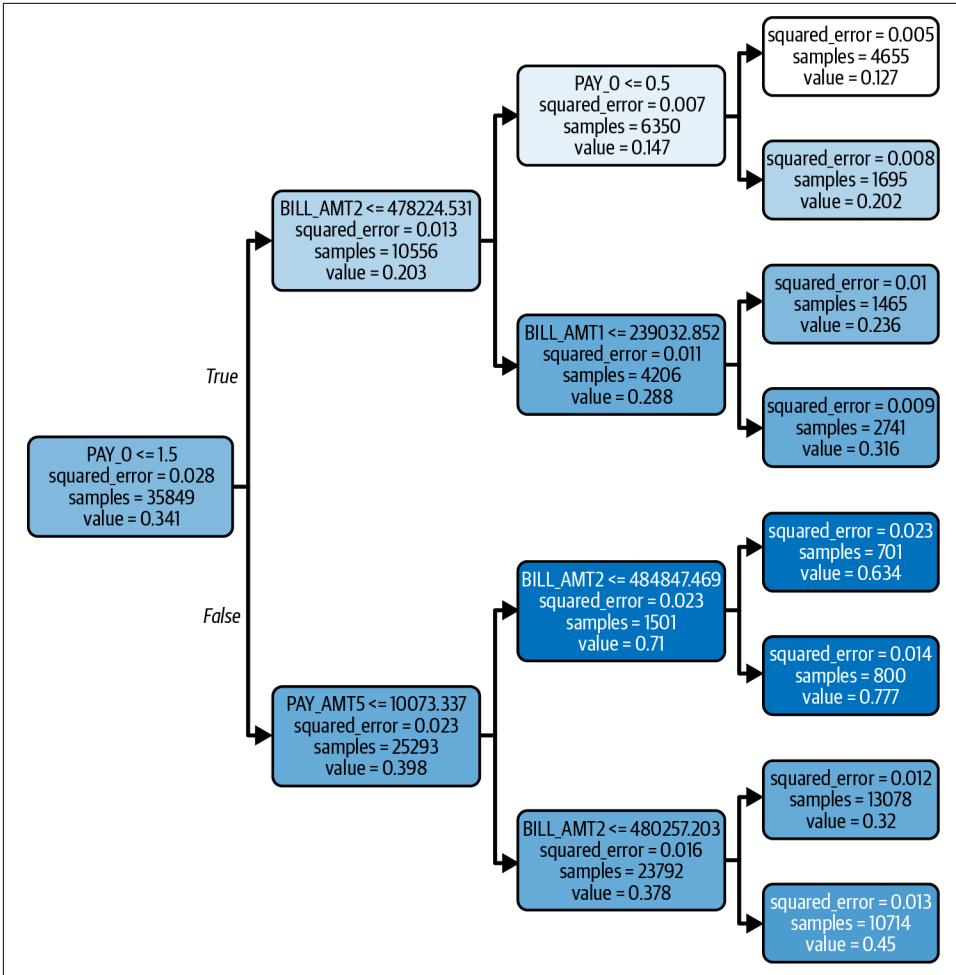 PAY_0 <= 1.5
squared_error = 0.028
samples = 35849
value = 0.341
True
False
BILL_AMT2 <= 478224.531
squared_error = 0.013
samples = 10556
value = 0.203
PAY_AMT5 <= 10073.337
squared_error = 0.023
samples = 25293
value = 0.398
PAY_0 <= 0.5
squared_error = 0.007
samples = 6350
value = 0.147
BILL_AMT1 <= 239032.852
squared_error = 0.011
samples = 4206
value = 0.288
BILL_AMT2 <= 484847.469
squared_error = 0.023
samples = 1501
value = 0.71
BILL_AMT2 <= 480257.203
squared_error = 0.016
samples = 23792
value = 0.378
squared_error = 0.005
samples = 4655
value = 0.127
squared_error = 0.008
samples = 1695
value = 0.202
squared_error = 0.01
samples = 1465
value = 0.236
squared_error = 0.009
samples = 2741
value = 0.316
squared_error = 0.023
samples = 701
value = 0.634
squared_error = 0.014
samples = 800
value = 0.777
squared_error = 0.012
samples = 13078
value = 0.32
squared_error = 0.013
samples = 10714
value = 0.45